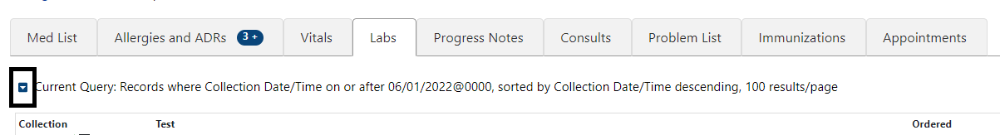 Med List Allergies and ADRs 3 + Vitals Labs Progress Notes Consults Problem List Immunizations Appointments
Current Query: Records where Collection Date/Time on or after 06/01/2022@0000, sorted by Collection Date/Time descending, 100 results/page
Collection Test Ordered